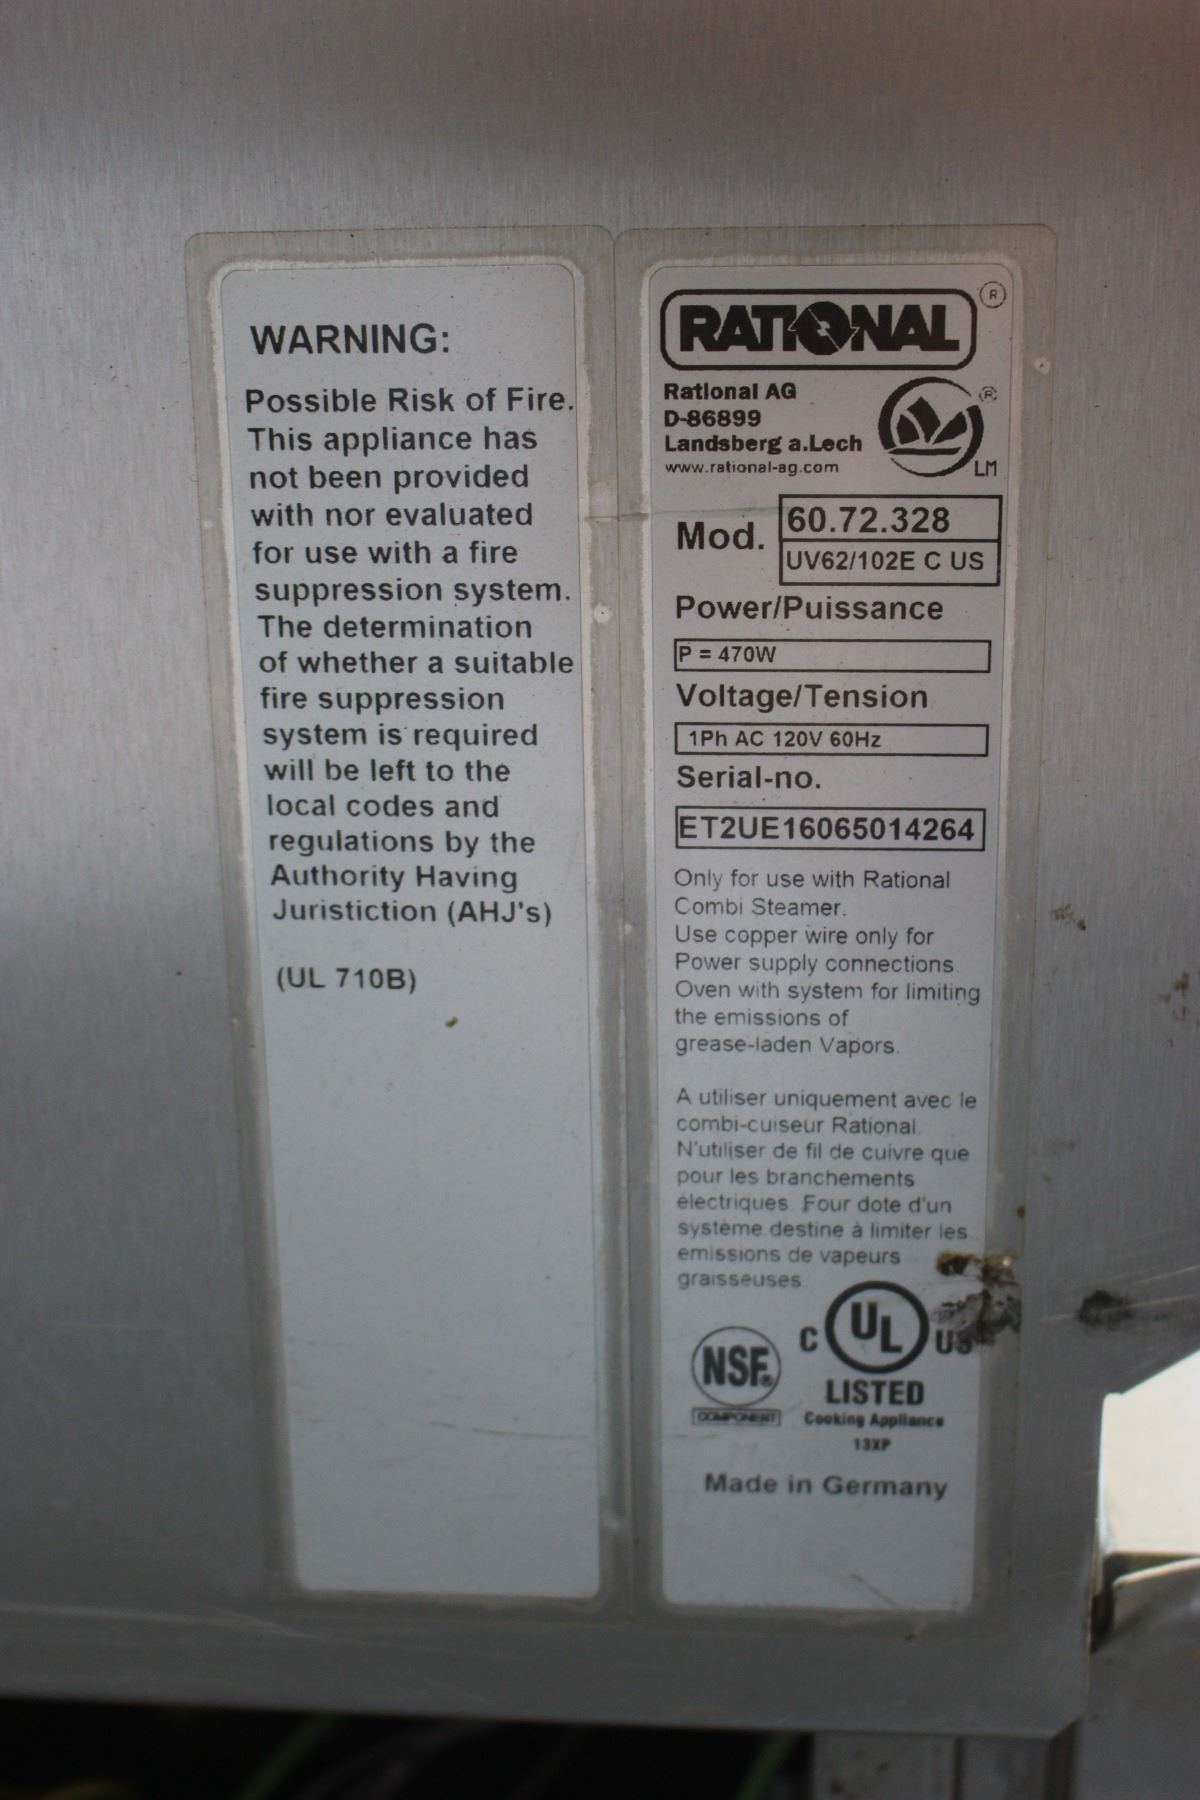 WARNING:
Possible Risk of Fire.
This appliance has
not been provided
with nor evaluated
for use with a fire
suppression system.
The determination
of whether a suitable
fire suppression
system is required
will be left to the
local codes and
regulations by the
Authority Having
Juristiction (AHJ's)
(UL 710B)
RATIONAL ®
Rational AG
D-86899
Landsberg a.Lech
www.rational-ag.com
® LM
Mod. 60.72.328
UV62/102E C US
Power/Puissance
P = 470W
Voltage/Tension
1Ph AC 120V 60Hz
Serial-no.
ET2UE16065014264
Only for use with Rational
Combi Steamer.
Use copper wire only for
Power supply connections.
Oven with system for limiting
the emissions of
grease-laden Vapors.
A utiliser uniquement avec le
combi-cuiseur Rational.
N'utiliser de fil de cuivre que
pour les branchements
électriques. Four dote d'un
système destine à limiter les
emissions de vapeurs
graisseuses.
NSF®
COMPONENT
C UL US
LISTED
Cooking Appliance
13XP
Made in Germany